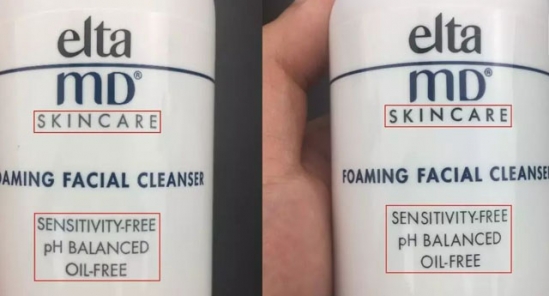 elta
MD®
SKINCARE
OAMING FACIAL CLEANSER
SENSITIVITY-FREE
pH BALANCED
OIL-FREE
elta
MD®
SKINCARE
FOAMING FACIAL CLEANSE
SENSITIVITY-FREE
pH BALANCED
OIL-FREE